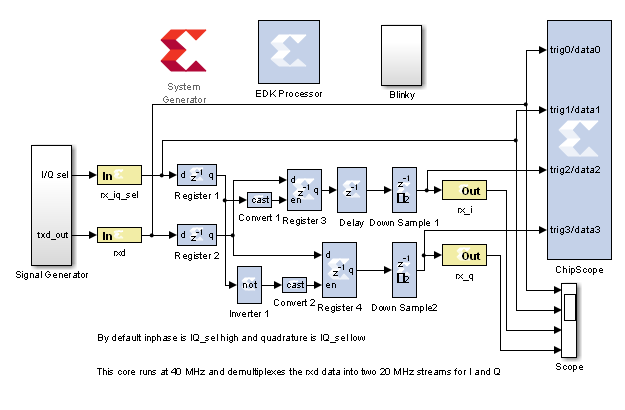 System
Generator
EDK Processor
Blinky
trig0/data0
trig1/data1
trig2/data2
trig3/data3
ChipScope
I/Q sel
txd_out
Signal Generator
In
rx_iq_sel
In
rxd
d z-1 q
Register 1
d z-1 q
Register 2
cast
Convert 1
d
en
z-1 q
Register 3
z-1
Delay
z-1
2
Down Sample 1
Out
rx_i
not
Inverter 1
cast
Convert 2
d
en
z-1 q
Register 4
z-1
2
Down Sample2
Out
rx_q
Scope
By default inphase is IQ_sel high and quadrature is IQ_sel low
This core runs at 40 MHz and demultiplexes the rxd data into two 20 MHz streams for I and Q